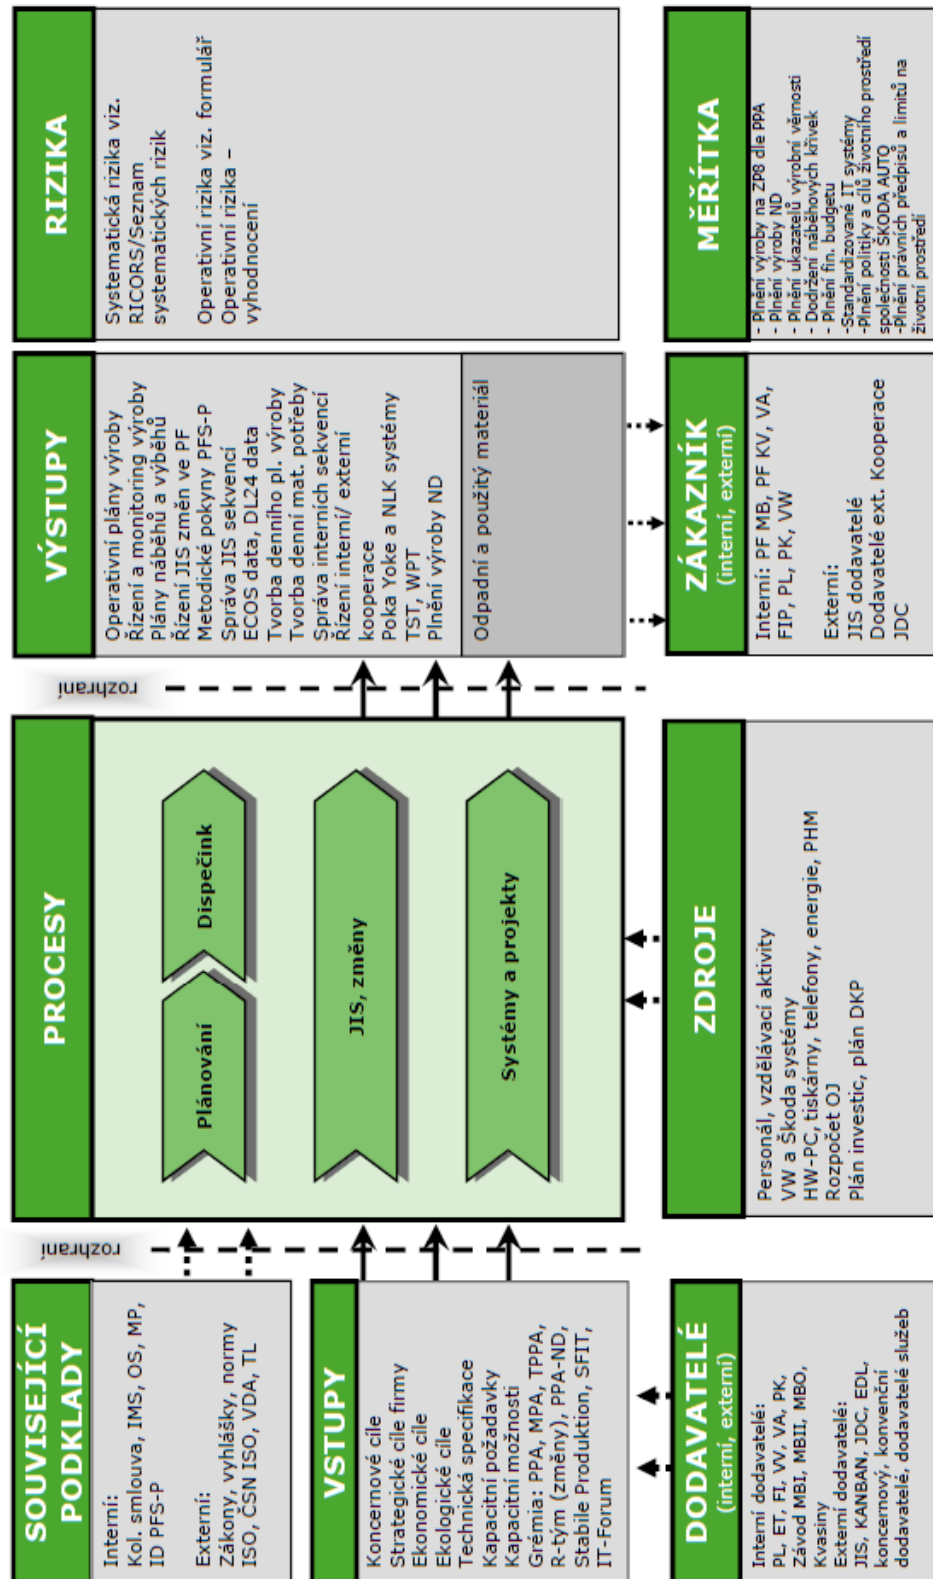 SOUVISEJÍCÍ
PODKLADY
Interní:
Kol. smlouva, IMS, OS, MP,
ID PFS-P
Externí:
Zákony, vyhlášky, normy
ISO, ČSN ISO, VDA, TL
VSTUPY
Koncernové cíle
Strategické cíle firmy
Ekonomické cíle
Ekologické cíle
Technická specifikace
Kapacitní požadavky
Kapacitní možnosti
Grémia: PPA, MPA, TPPA,
R-tým (změny), PPA-ND,
Stabile Produktion, SFIT,
IT-Forum
DODAVATELÉ
(interní, externí)
Interní dodavatelé:
PL, ET, FI, VV, VA, PK,
Závod MBI, MBII, MBO,
Kvasiny
Externí dodavatelé:
JIS, KANBAN, JDC, EDL,
koncernový, konvenční
dodavatelé, dodavatelé služeb
rozhraní
PROCESY
Plánování
Dispečink
JIS, změny
Systémy a projekty
ZDROJE
Personál, vzdělávací aktivity
VW a Škoda systémy
HW-PC, tiskárny, telefony, energie, PHM
Rozpočet OJ
Plán investic, plán DKP
rozhraní
VÝSTUPY
Operativní plány výroby
Řízení a monitoring výroby
Plány náběhů a výběhů
Řízení JIS změn ve PF
Metodické pokyny PFS-P
Správa JIS sekvencí
ECOS data, DL24 data
Tvorba denního pl. výroby
Tvorba denní mat. potřeby
Správa interních sekvencí
Řízení interní/ externí
kooperace
Poka Yoke a NLK systémy
TST, WPT
Plnění výroby ND
Odpadní a použitý materiál
ZÁKAZNÍK
(interní, externí)
Interní: PF MB, PF KV, VA,
FIP, PL, PK, VW
Externí:
JIS dodavatelé
Dodavatelé ext. Kooperace
JDC
RIZIKA
Systematická rizika viz.
RICORS/Seznam
systematických rizik
Operativní rizika viz. formulář
Operativní rizika –
vyhodnocení
MĚŘÍTKA
- Plnění výroby na ZP8 dle PPA
- Plnění výroby ND
- Plnění ukazatelů výrobní věrnosti
- Dodržení náběhových křivek
- Plnění fin. budgetu
-Standardizované IT systémy
-Plnění politiky a cílů životního prostředí
společnosti ŠKODA AUTO
-Plnění právních předpisů a limitů na
životní prostředí